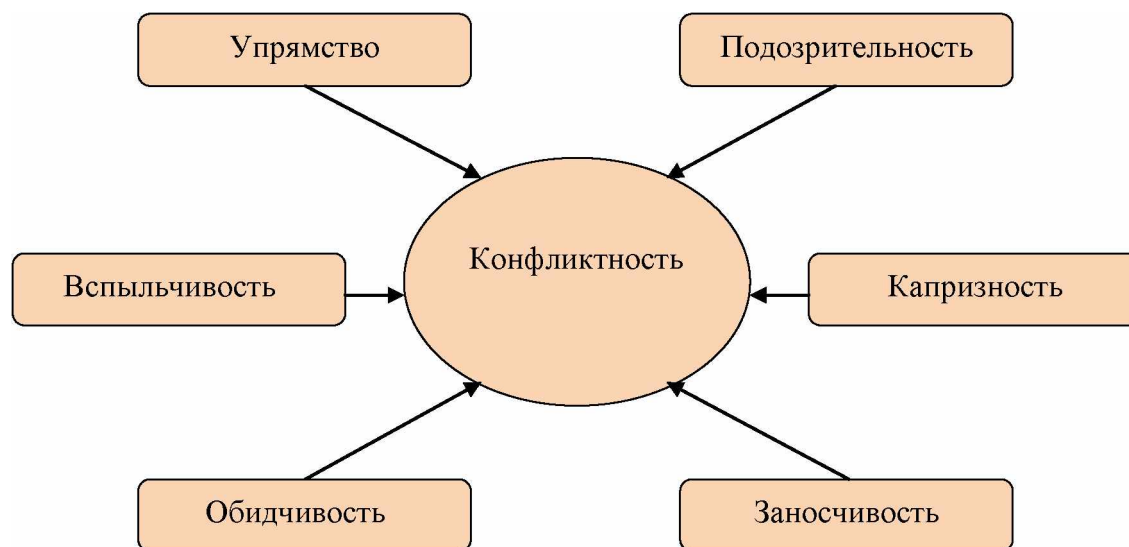 Упрямство
Подозрительность
Конфликтность
Вспыльчивость
Капризность
Обидчивость
Заносчивость